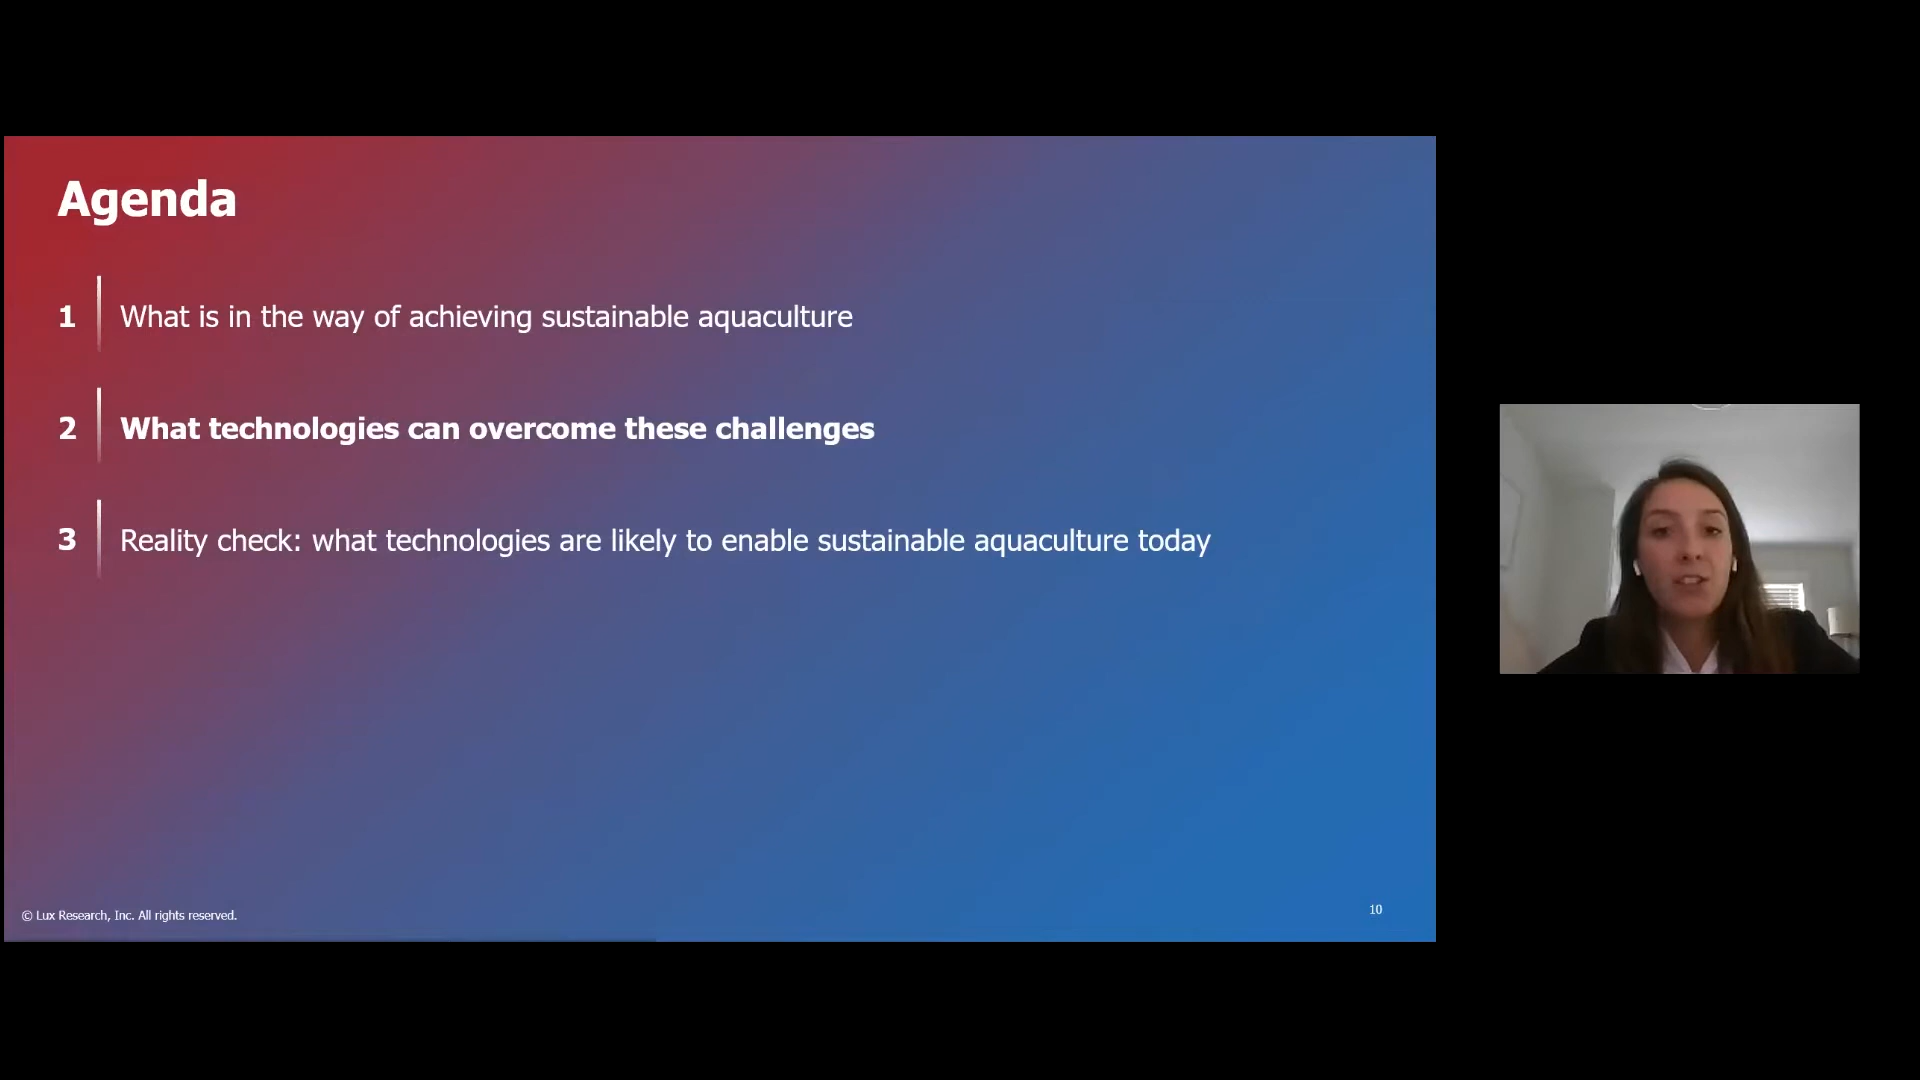 Agenda
1 What is in the way of achieving sustainable aquaculture
2 What technologies can overcome these challenges
3 Reality check: what technologies are likely to enable sustainable aquaculture today
© Lux Research, Inc. All rights reserved.
10